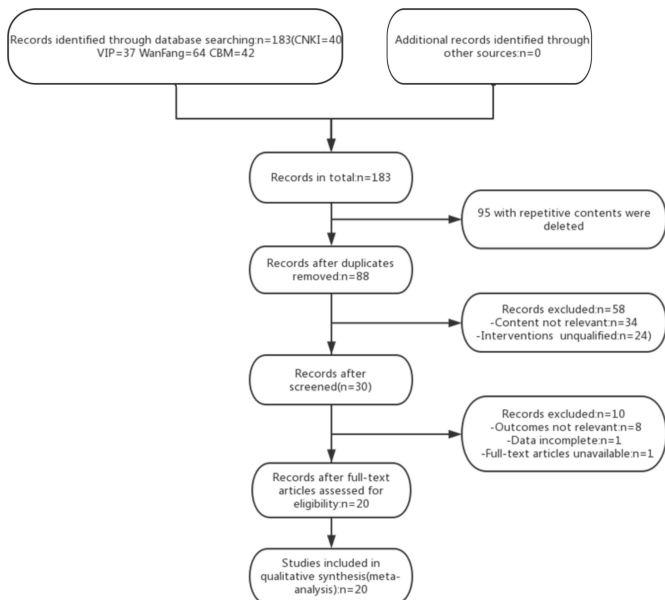 Records identified through database searching:n=183(CNKI=40
VIP=37 WanFang=64 CBM=42
Additional records identified through
other sources:n=0
Records in total:n=183
95 with repetitive contents were
deleted
Records after duplicates
removed:n=88
Records excluded:n=58
-Content not relevant:n=34
-Interventions unqualified:n=24)
Records after
screened(n=30)
Records excluded:n=10
-Outcomes not relevant:n=8
-Data incomplete:n=1
-Full-text articles unavailable:n=1
Records after full-text
articles assessed for
eligibility:n=20
Studies included in
qualitative synthesis(meta-
analysis):n=20